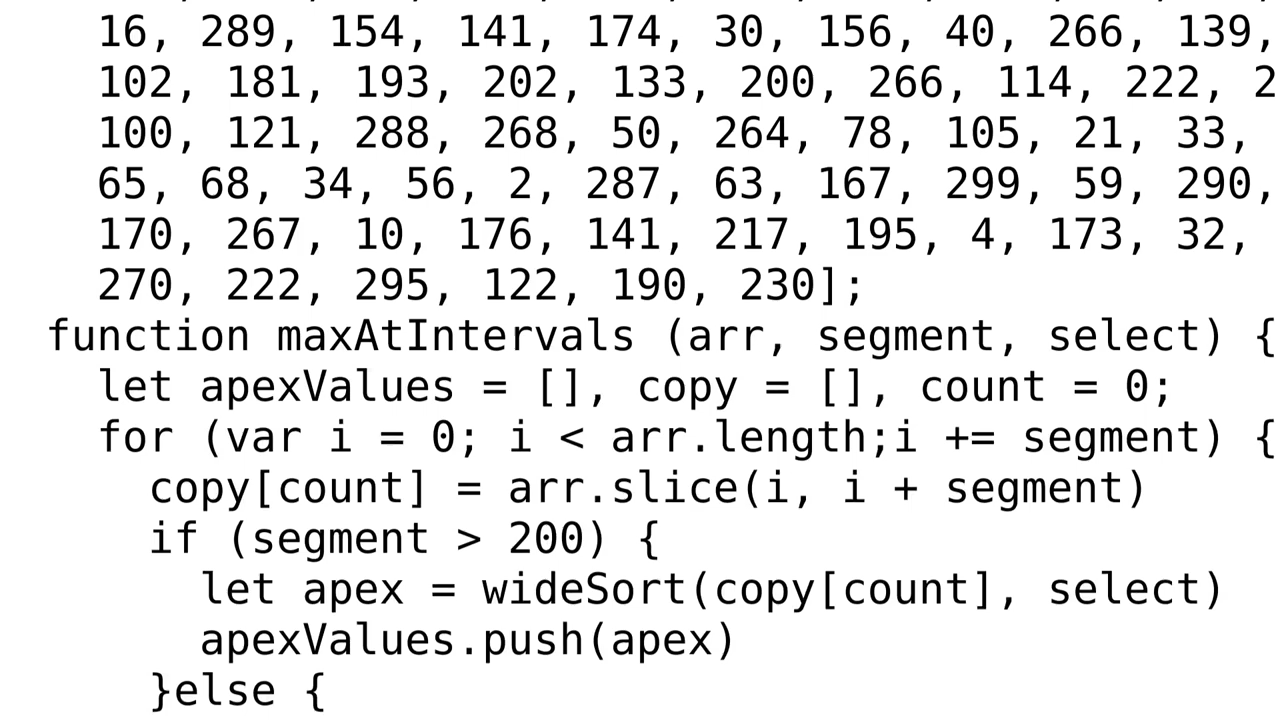 16, 289, 154, 141, 174, 30, 156, 40, 266, 139,
102, 181, 193, 202, 133, 200, 266, 114, 222, 2
100, 121, 288, 268, 50, 264, 78, 105, 21, 33,
65, 68, 34, 56, 2, 287, 63, 167, 299, 59, 290,
170, 267, 10, 176, 141, 217, 195, 4, 173, 32,
270, 222, 295, 122, 190, 230];
function maxAtIntervals (arr, segment, select) {
let apexValues = [], copy = [], count = 0;
for (var i = 0; i < arr.length;i += segment) {
copy[count] = arr.slice(i, i + segment)
if (segment > 200) {
let apex = wideSort(copy[count], select)
apexValues.push(apex)
}else {